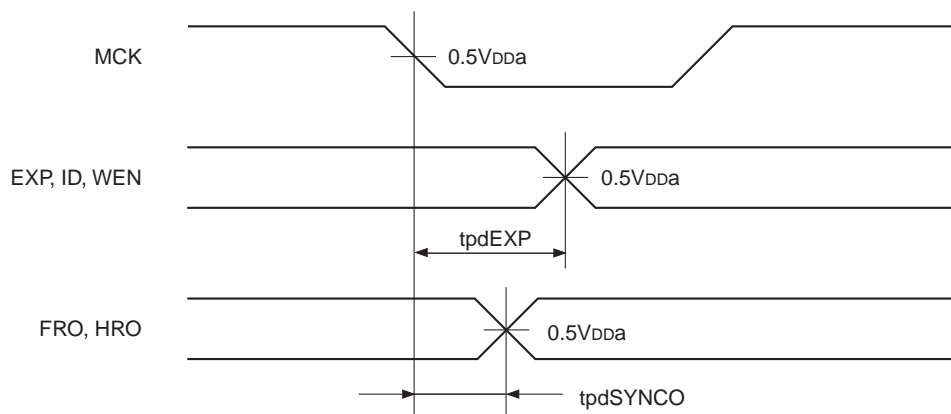 MCK
0.5VDDa
EXP, ID, WEN
0.5VDDa
tpdEXP
FRO, HRO
0.5VDDa
tpdSYNCO